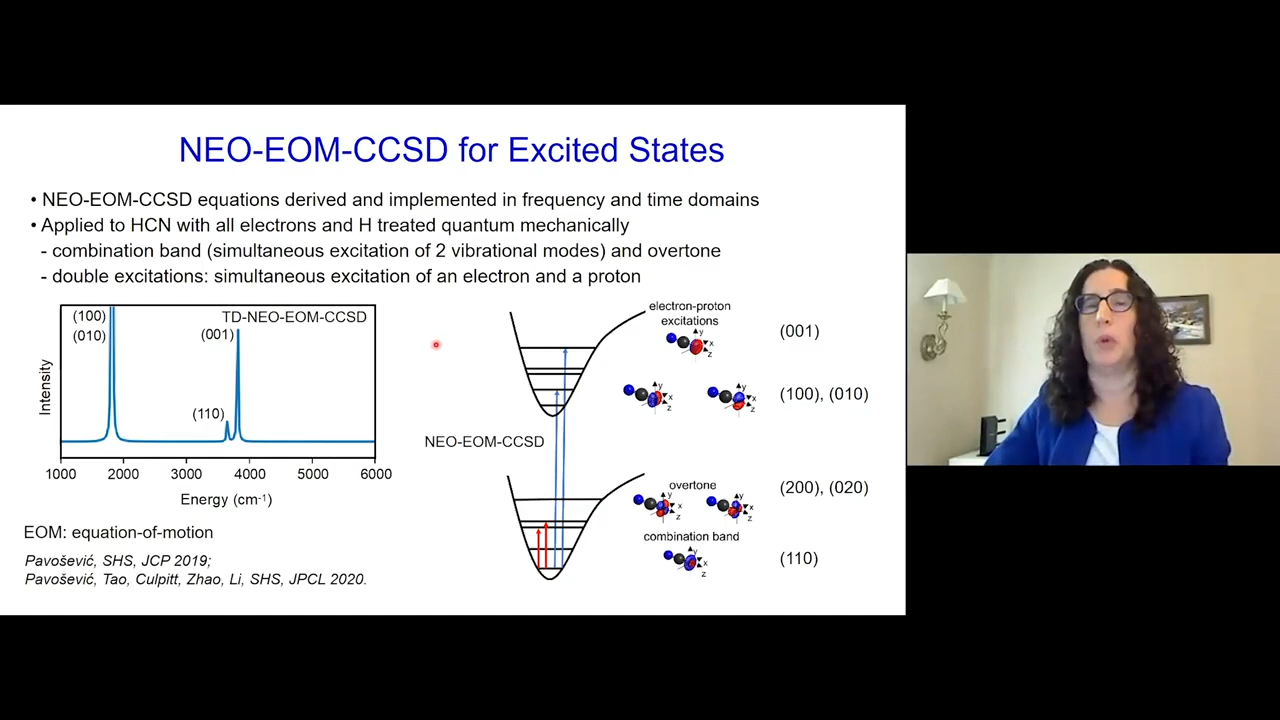 NEO-EOM-CCSD for Excited States
• NEO-EOM-CCSD equations derived and implemented in frequency and time domains
• Applied to HCN with all electrons and H treated quantum mechanically
- combination band (simultaneous excitation of 2 vibrational modes) and overtone
- double excitations: simultaneous excitation of an electron and a proton
(100)
(010)
TD-NEO-EOM-CCSD
(001)
(110)
Intensity
1000 2000 3000 4000 5000 6000
Energy (cm-1)
EOM: equation-of-motion
Pavošević, SHS, JCP 2019;
Pavošević, Tao, Culpitt, Zhao, Li, SHS, JPCL 2020.
NEO-EOM-CCSD
electron-proton
excitations
y
x
z
(001)
y
x
z
y
x
z
(100), (010)
overtone
y
x
z
y
x
z
(200), (020)
combination band
y
x
z
(110)